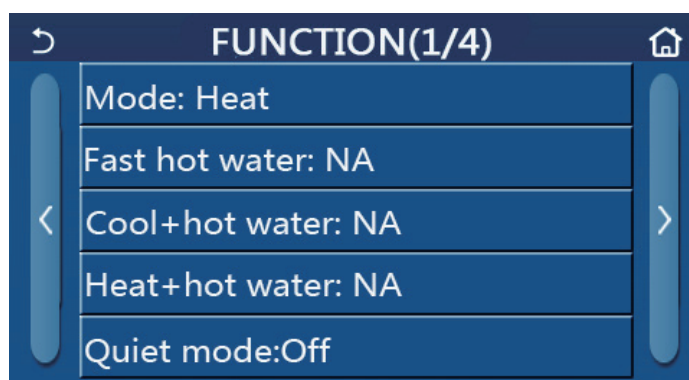 FUNCTION(1/4)
Mode: Heat
Fast hot water: NA
Cool+hot water: NA
Heat+hot water: NA
Quiet mode:Off